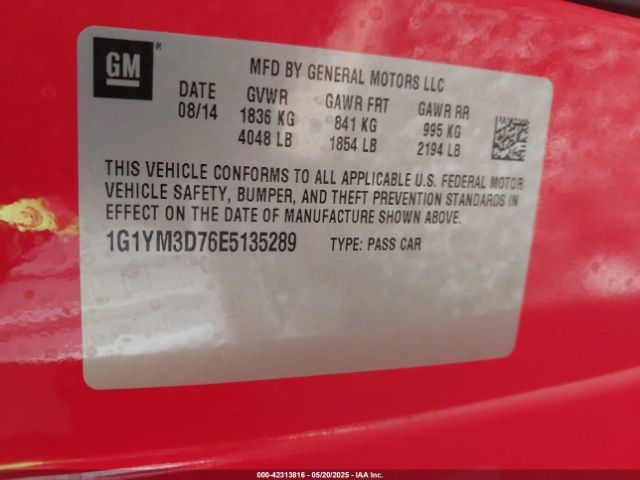 GM ®
MFD BY GENERAL MOTORS LLC
DATE GVWR GAWR FRT GAWR RR
08/14 1836 KG 841 KG 995 KG
4048 LB 1854 LB 2194 LB
THIS VEHICLE CONFORMS TO ALL APPLICABLE U.S. FEDERAL MOTOR
VEHICLE SAFETY, BUMPER, AND THEFT PREVENTION STANDARDS IN
EFFECT ON THE DATE OF MANUFACTURE SHOWN ABOVE.
1G1YM3D76E5135289 TYPE: PASS CAR
000-42313816 - 05/20/2025 - IAA Inc.